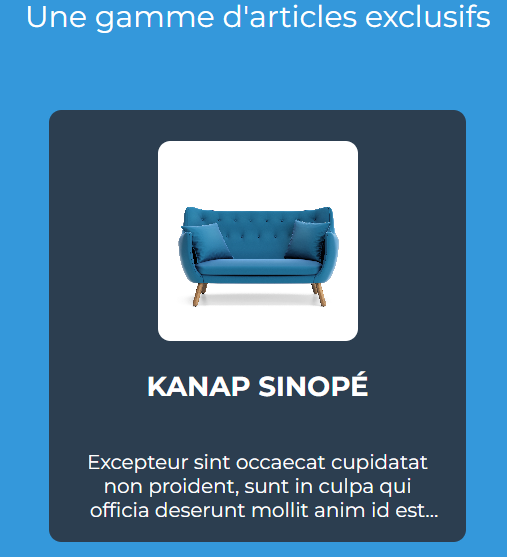 Une gamme d'articles exclusifs
KANAP SINOPÉ
Excepteur sint occaecat cupidatat
non proident, sunt in culpa qui
officia deserunt mollit anim id est...